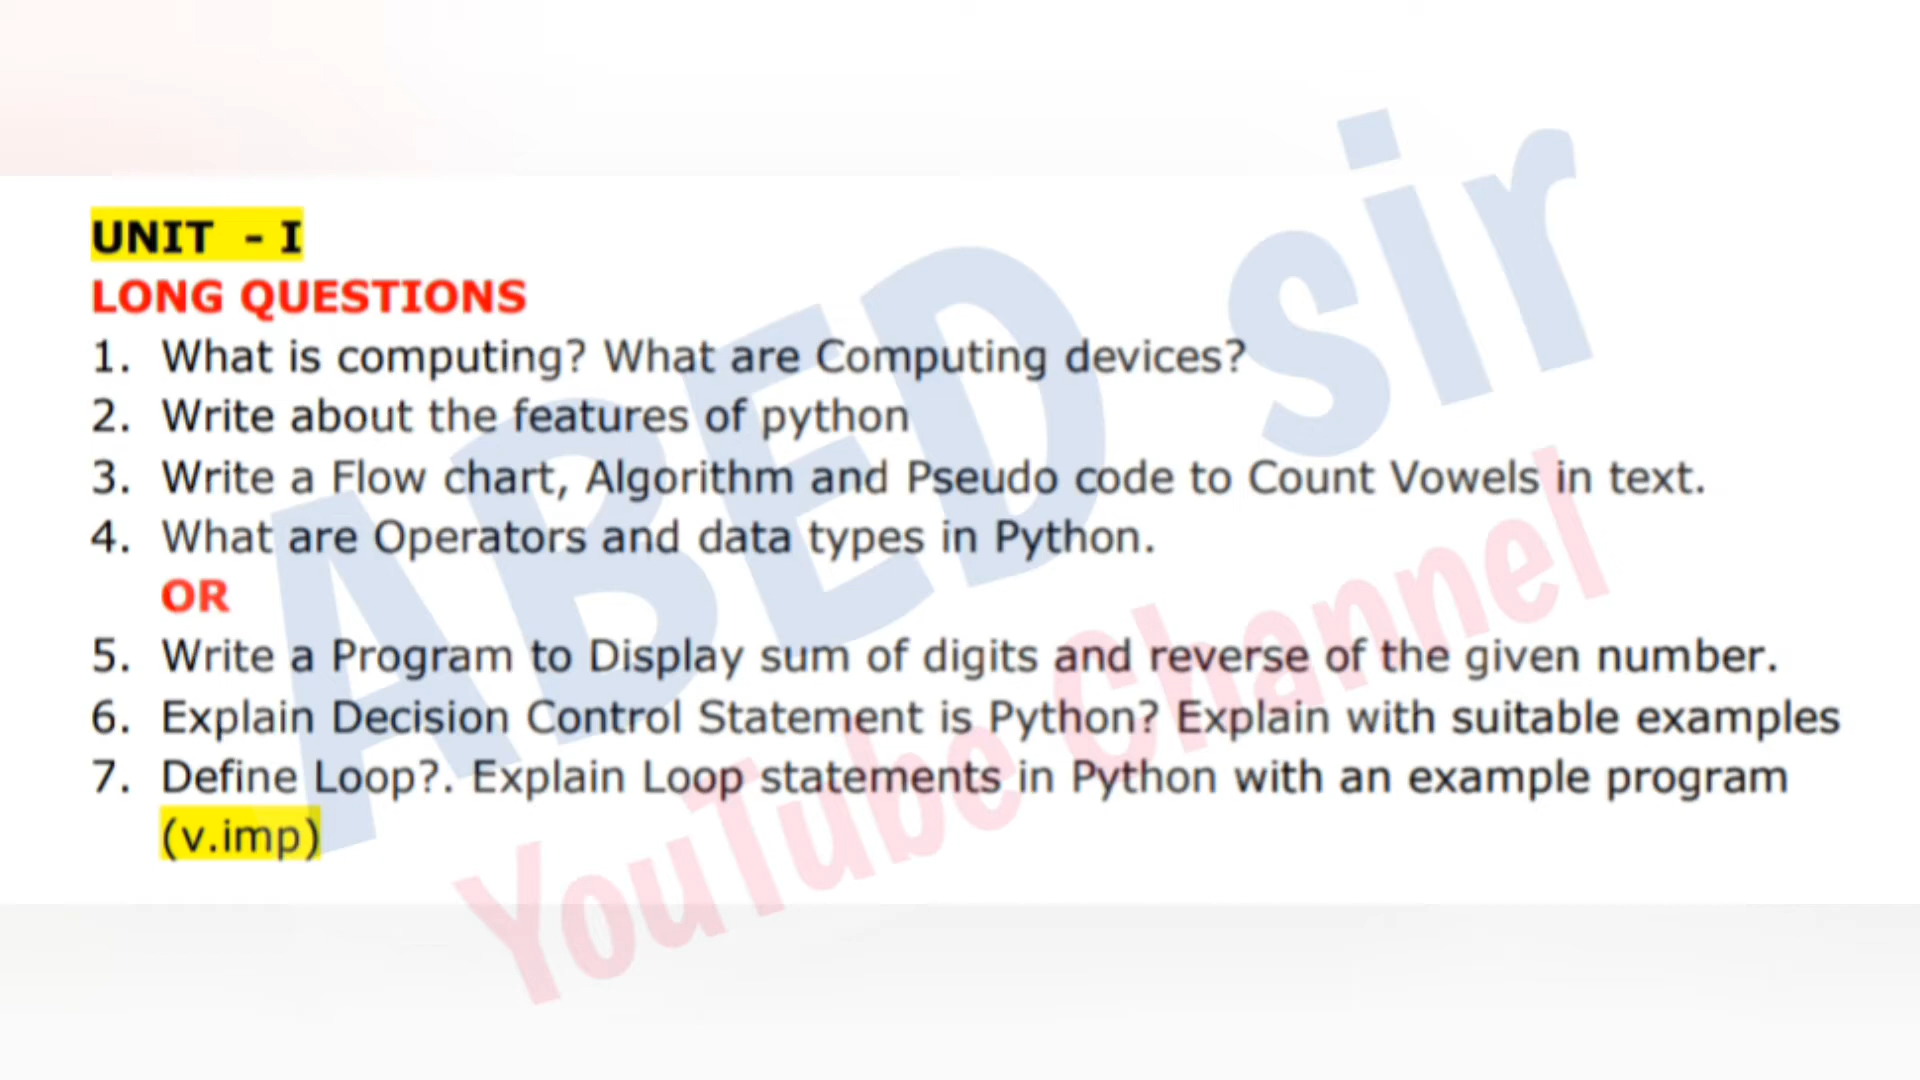 UNIT - I
LONG QUESTIONS
1. What is computing? What are Computing devices?
2. Write about the features of python
3. Write a Flow chart, Algorithm and Pseudo code to Count Vowels in text.
4. What are Operators and data types in Python.
OR
5. Write a Program to Display sum of digits and reverse of the given number.
6. Explain Decision Control Statement is Python? Explain with suitable examples
7. Define Loop?. Explain Loop statements in Python with an example program
(v.imp)
ABED sir
YouTube Channel